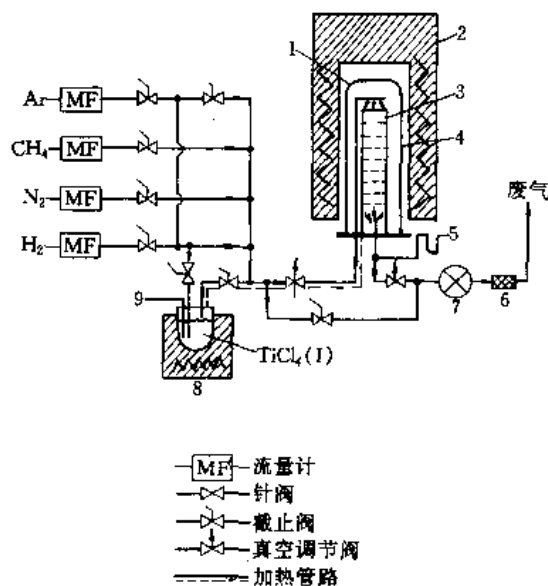 1
2
3
Ar MF
4
CH₄ MF
N₂ MF
废气
5
H₂ MF
9
6
7
TiCl₄(l)
8
MF 流量计
针阀
截止阀
真空调节阀
加热管路